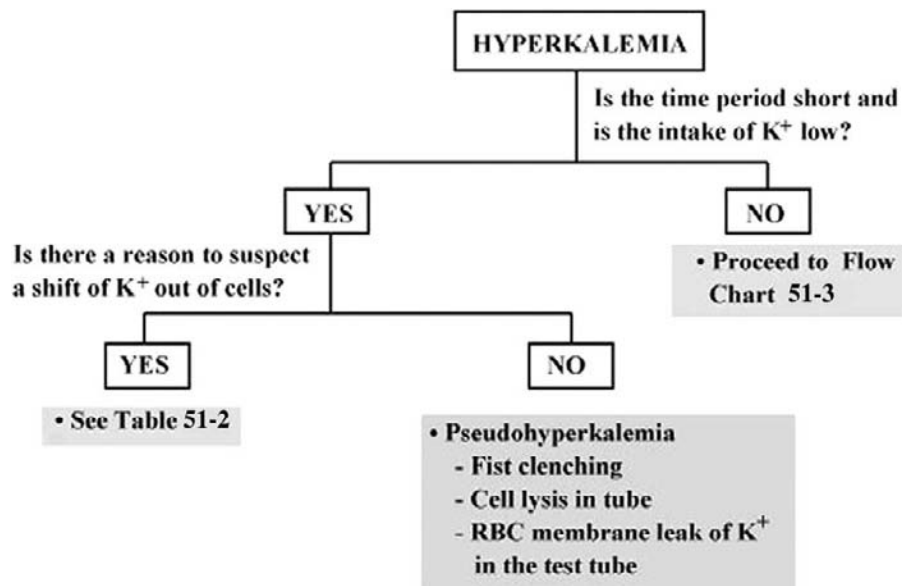 HYPERKALEMIA
Is the time period short and
is the intake of K+ low?
YES
NO
Is there a reason to suspect
a shift of K+ out of cells?
• Proceed to Flow
Chart 51-3
YES
NO
• See Table 51-2
• Pseudohyperkalemia
- Fist clenching
- Cell lysis in tube
- RBC membrane leak of K+
in the test tube